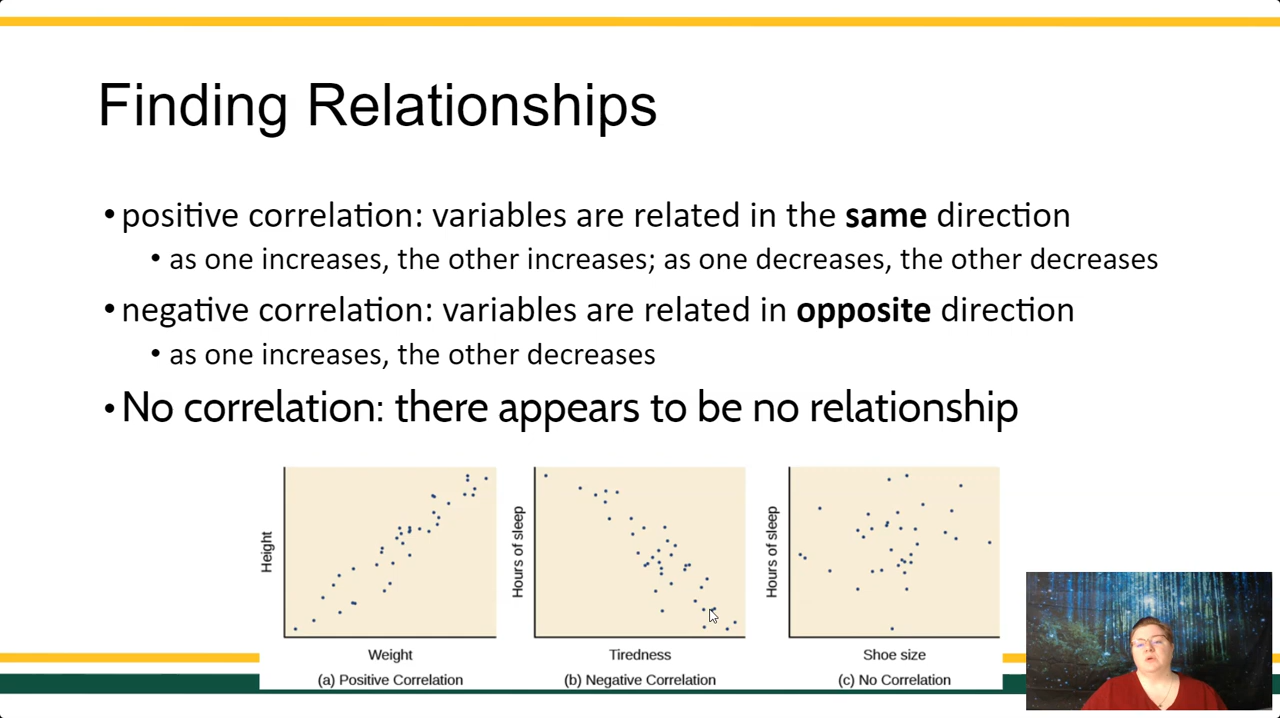 Finding Relationships
• positive correlation: variables are related in the same direction
• as one increases, the other increases; as one decreases, the other decreases
• negative correlation: variables are related in opposite direction
• as one increases, the other decreases
• No correlation: there appears to be no relationship
Height
Weight
(a) Positive Correlation
Hours of sleep
Tiredness
(b) Negative Correlation
Hours of sleep
Shoe size
(c) No Correlation